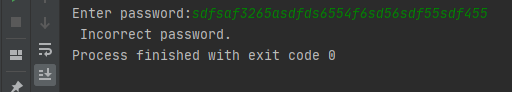 Enter password:sdfsaf3265asdfds6554f6sd56sdf55sdf455
Incorrect password.
Process finished with exit code 0